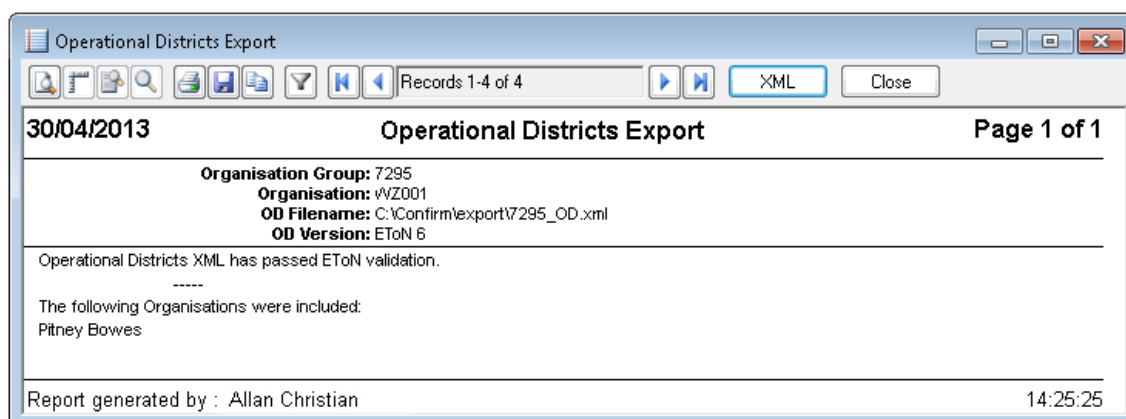 Operational Districts Export
Records 1-4 of 4 XML Close
30/04/2013 Operational Districts Export Page 1 of 1
Organisation Group: 7295
Organisation: WZ001
OD Filename: C:\Confirm\export\7295_OD.xml
OD Version: EToN 6
Operational Districts XML has passed EToN validation.
-----
The following Organisations were included:
Pitney Bowes
Report generated by : Allan Christian 14:25:25